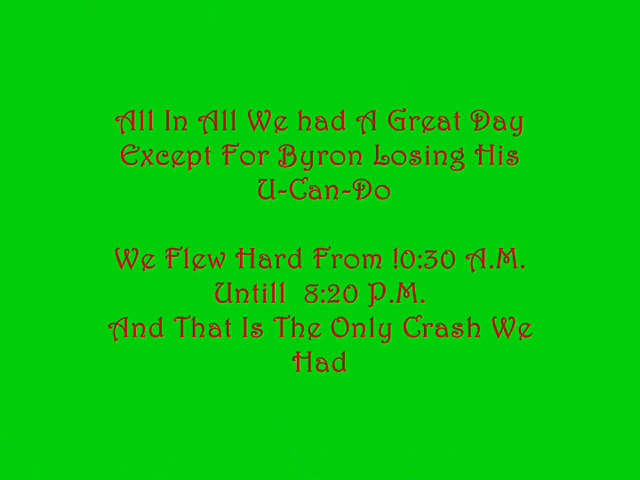 All In All We had A Great Day
Except For Byron Losing His
U-Can-Do
We Flew Hard From !0:30 A.M.
Untill 8:20 P.M.
And That Is The Only Crash We
Had